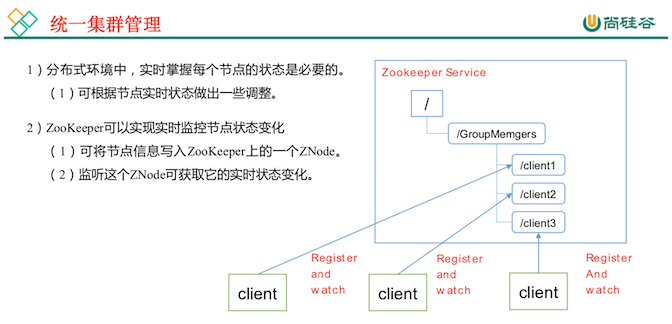 统一集群管理
尚硅谷
1）分布式环境中，实时掌握每个节点的状态是必要的。
（1）可根据节点实时状态做出一些调整。
2）ZooKeeper可以实现实时监控节点状态变化
（1）可将节点信息写入ZooKeeper上的一个ZNode。
（2）监听这个ZNode可获取它的实时状态变化。
Zookeeper Service
/
/GroupMemgers
/client1
/client2
/client3
Register
and
watch
Register
and
watch
Register
And
watch
client
client
client